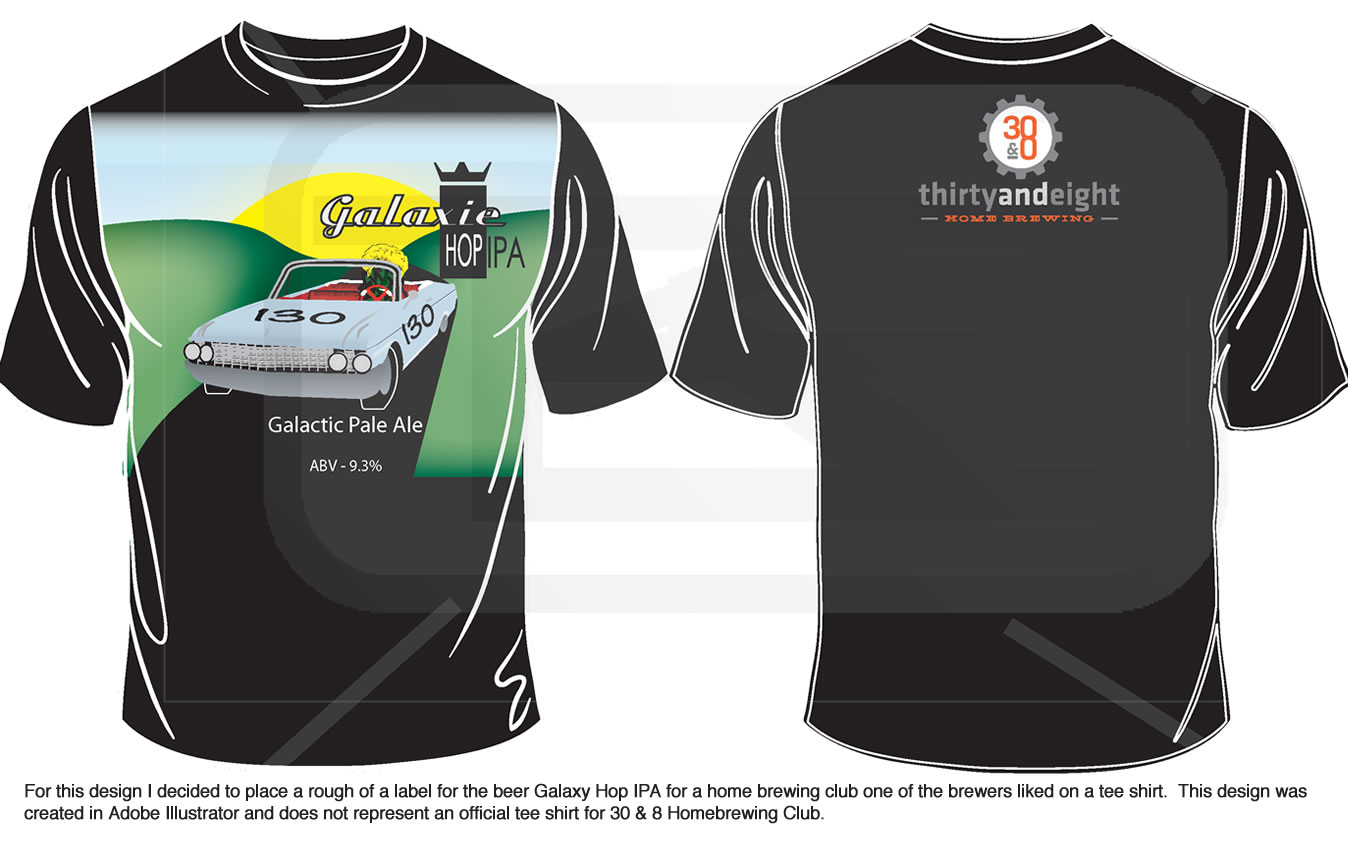 Galaxie
HOP IPA
130
130
Galactic Pale Ale
ABV - 9.3%
30
&
8
thirtyandeight
HOME BREWING
For this design I decided to place a rough of a label for the beer Galaxy Hop IPA for a home brewing club one of the brewers liked on a tee shirt.  This design was
created in Adobe Illustrator and does not represent an official tee shirt for 30 & 8 Homebrewing Club.